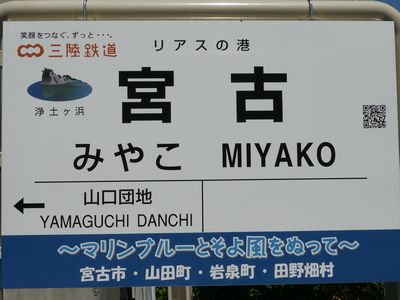 笑顔をつなぐ、ずっと・・・。
三陸鉄道
リアスの港
浄土ヶ浜
宮古
みやこ MIYAKO
山口団地
YAMAGUCHI DANCHI
～マリンブルーとそよ風をぬって～
宮古市・山田町・岩泉町・田野畑村